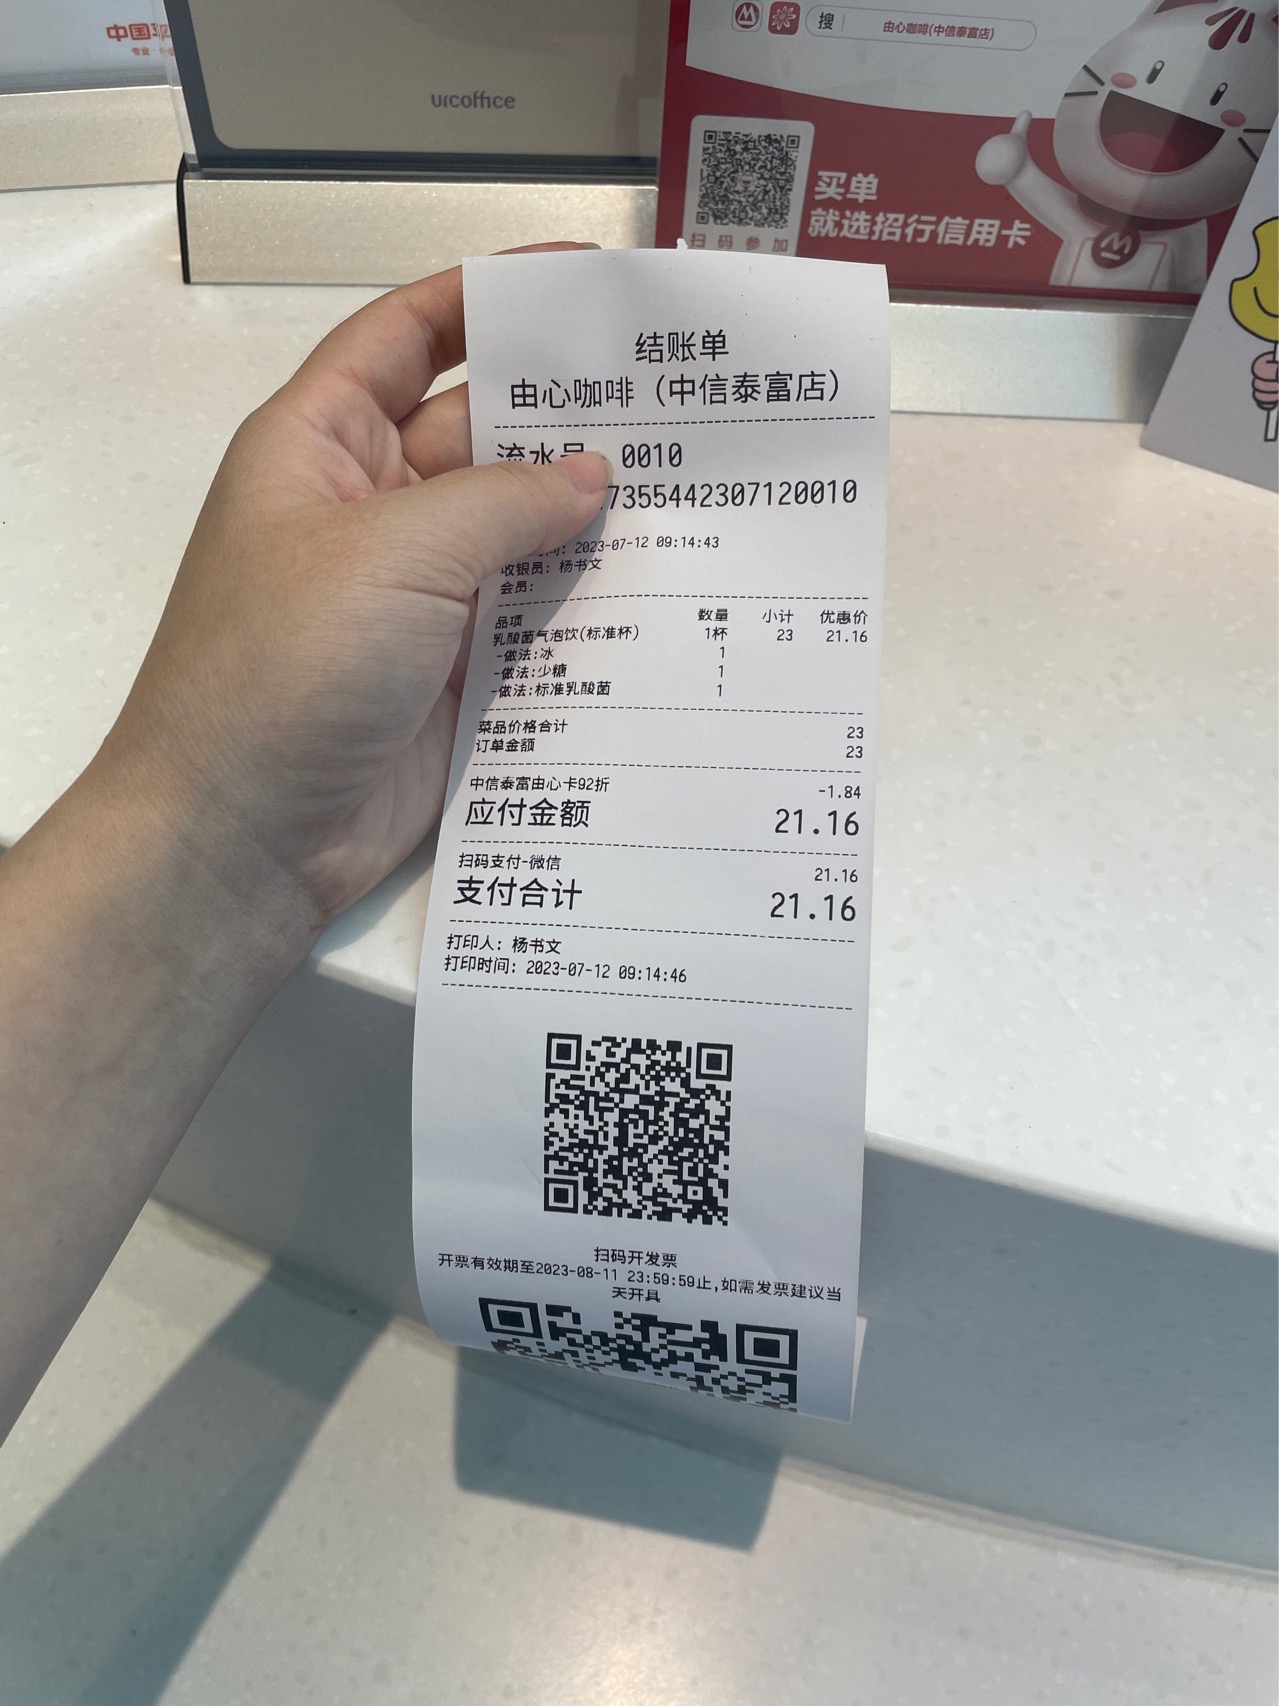 中国
urcoffice
搜 由心咖啡(中信泰富店)
买单
就选招行信用卡
扫码参加
结账单
由心咖啡（中信泰富店）
流水号 0010
7355442307120010
间: 2023-07-12 09:14:43
收银员: 杨书文
会员:
品项 数量 小计 优惠价
乳酸菌气泡饮(标准杯) 1杯 23 21.16
-做法:冰 1
-做法:少糖 1
-做法:标准乳酸菌 1
菜品价格合计 23
订单金额 23
中信泰富由心卡92折 -1.84
应付金额 21.16
扫码支付-微信 21.16
支付合计 21.16
打印人: 杨书文
打印时间: 2023-07-12 09:14:46
扫码开发票
开票有效期至2023-08-11 23:59:59止,如需发票建议当
天开具